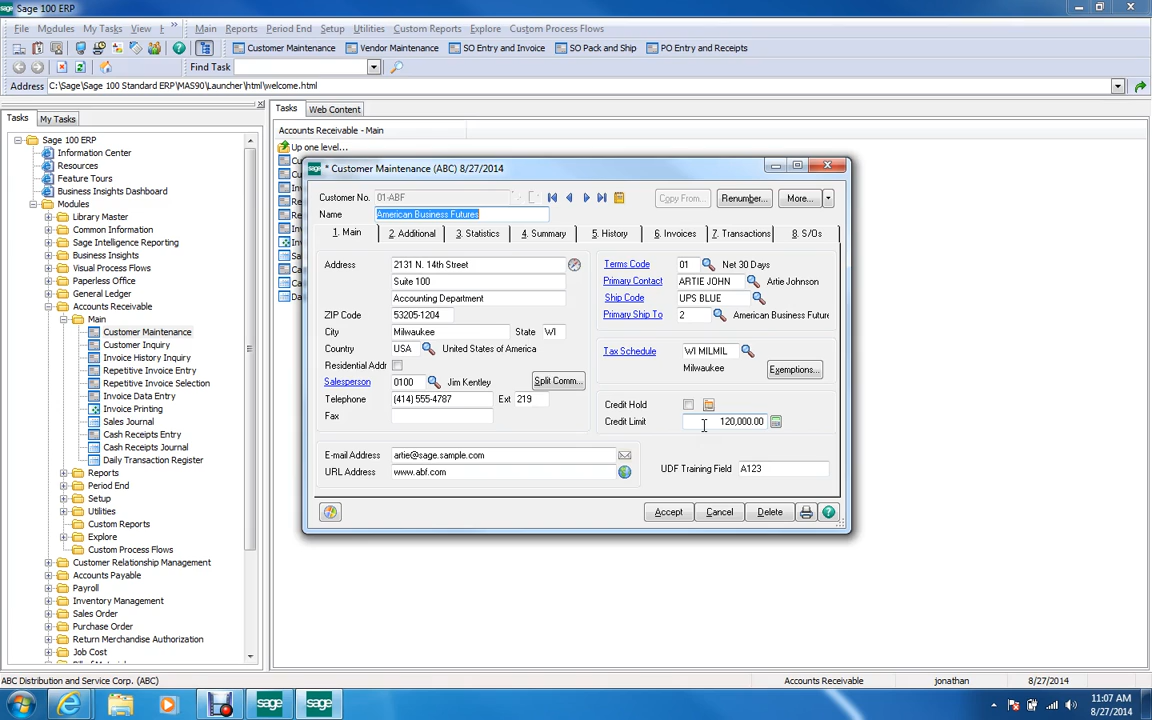 sage Sage 100 ERP
File Modules My Tasks View » Main Reports Period End Setup Utilities Custom Reports Explore Custom Process Flows
Customer Maintenance Vendor Maintenance SO Entry and Invoice SO Pack and Ship PO Entry and Receipts
Find Task
Address C:\Sage\Sage 100 Standard ERP\MAS90\Launcher\html\welcome.html
Tasks My Tasks
Sage 100 ERP
Information Center
Resources
Feature Tours
Business Insights Dashboard
Modules
Library Master
Common Information
Sage Intelligence Reporting
Business Insights
Visual Process Flows
Paperless Office
General Ledger
Accounts Receivable
Main
Customer Maintenance
Customer Inquiry
Invoice History Inquiry
Repetitive Invoice Entry
Repetitive Invoice Selection
Invoice Data Entry
Invoice Printing
Sales Journal
Cash Receipts Entry
Cash Receipts Journal
Daily Transaction Register
Reports
Period End
Setup
Utilities
Custom Reports
Explore
Custom Process Flows
Customer Relationship Management
Accounts Payable
Payroll
Inventory Management
Sales Order
Purchase Order
Return Merchandise Authorization
Job Cost
Tasks Web Content
Accounts Receivable - Main
Up one level...
sage * Customer Maintenance (ABC) 8/27/2014
Customer No. 01-ABF Copy From... Renumber... More...
Name American Business Futures
1. Main 2. Additional 3. Statistics 4. Summary 5. History 6. Invoices 7. Transactions 8. S/Os
Address 2131 N. 14th Street
Suite 100
Accounting Department
ZIP Code 53205-1204
City Milwaukee State WI
Country USA United States of America
Residential Addr
Salesperson 0100 Jim Kentley Split Comm...
Telephone (414) 555-4787 Ext 219
Fax
E-mail Address artie@sage.sample.com
URL Address www.abf.com
Terms Code 01 Net 30 Days
Primary Contact ARTIE JOHN Artie Johnson
Ship Code UPS BLUE
Primary Ship To 2 American Business Future
Tax Schedule WI MILMIL
Milwaukee Exemptions...
Credit Hold
Credit Limit 120,000.00
UDF Training Field A123
Accept Cancel Delete
ABC Distribution and Service Corp. (ABC) Accounts Receivable jonathan 8/27/2014
sage sage
11:07 AM
8/27/2014